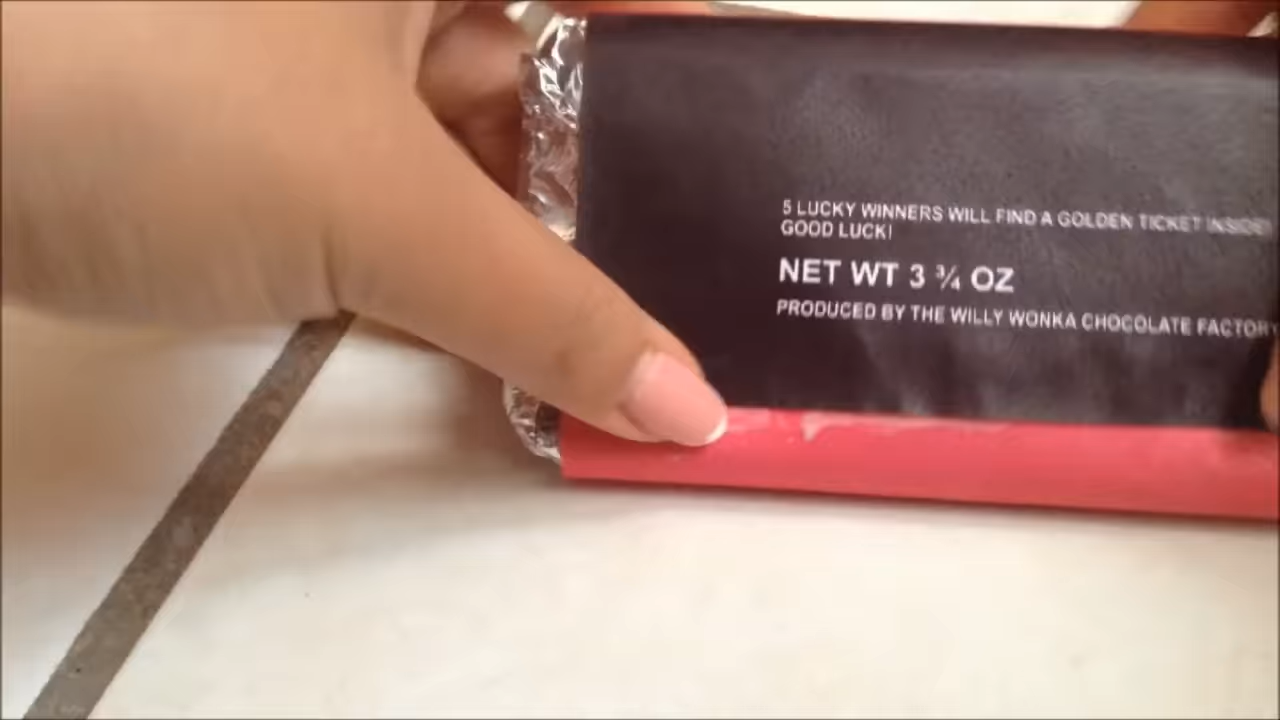 5 LUCKY WINNERS WILL FIND A GOLDEN TICKET INSIDE!
GOOD LUCK!
NET WT 3 ¾ OZ
PRODUCED BY THE WILLY WONKA CHOCOLATE FACTORY